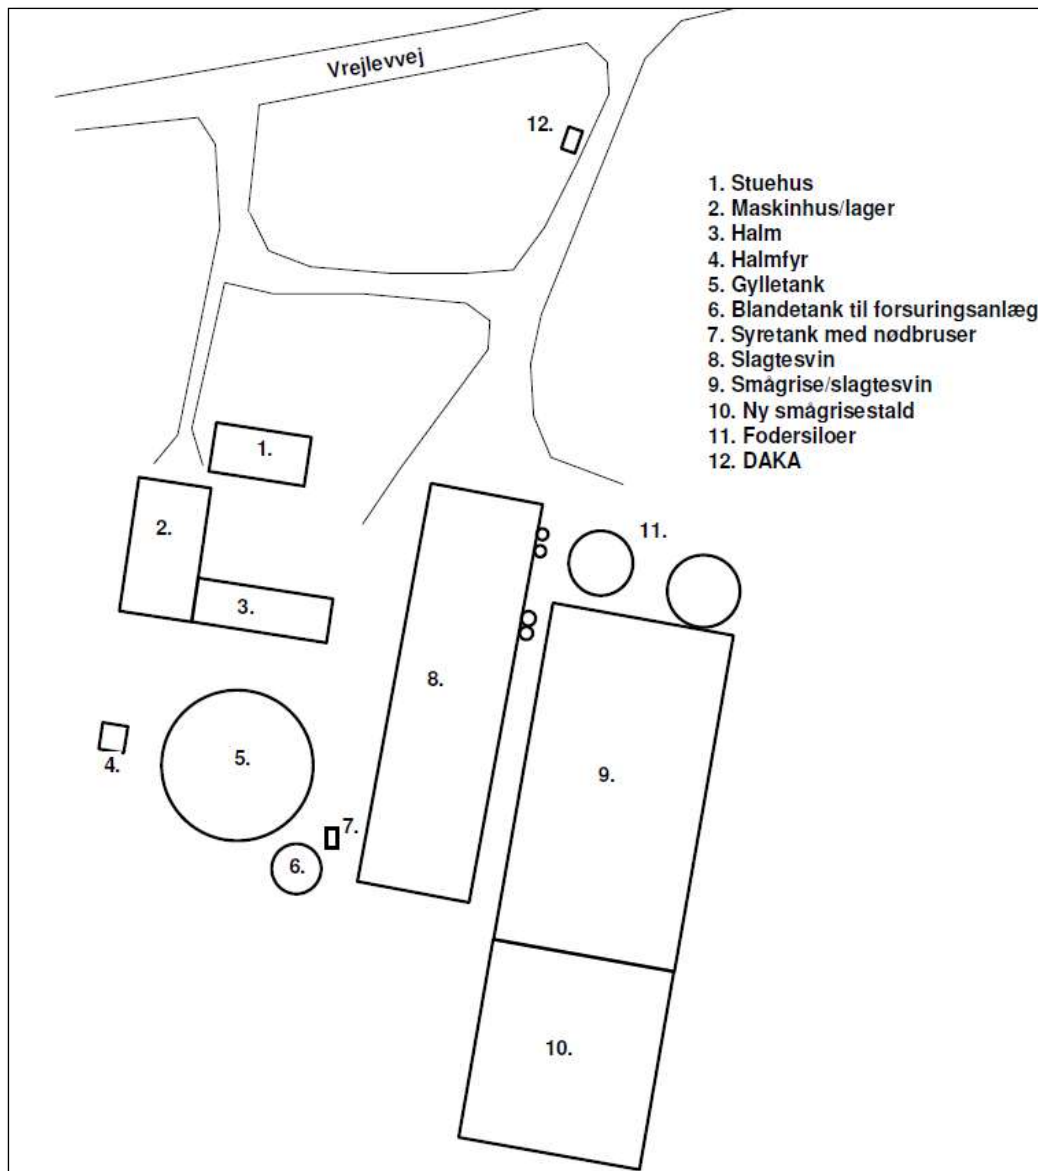 Vrejlevvej
12.
1. Stuehus
2. Maskinhus/lager
3. Halm
4. Halmfyr
5. Gylletank
6. Blandetank til forsuringsanlæg
7. Syretank med nødbruser
8. Slagtesvin
9. Smågrise/slagtesvin
10. Ny smågrisestald
11. Fodersiloer
12. DAKA
1.
2.
11.
3.
8.
5.
4.
9.
7.
6.
10.